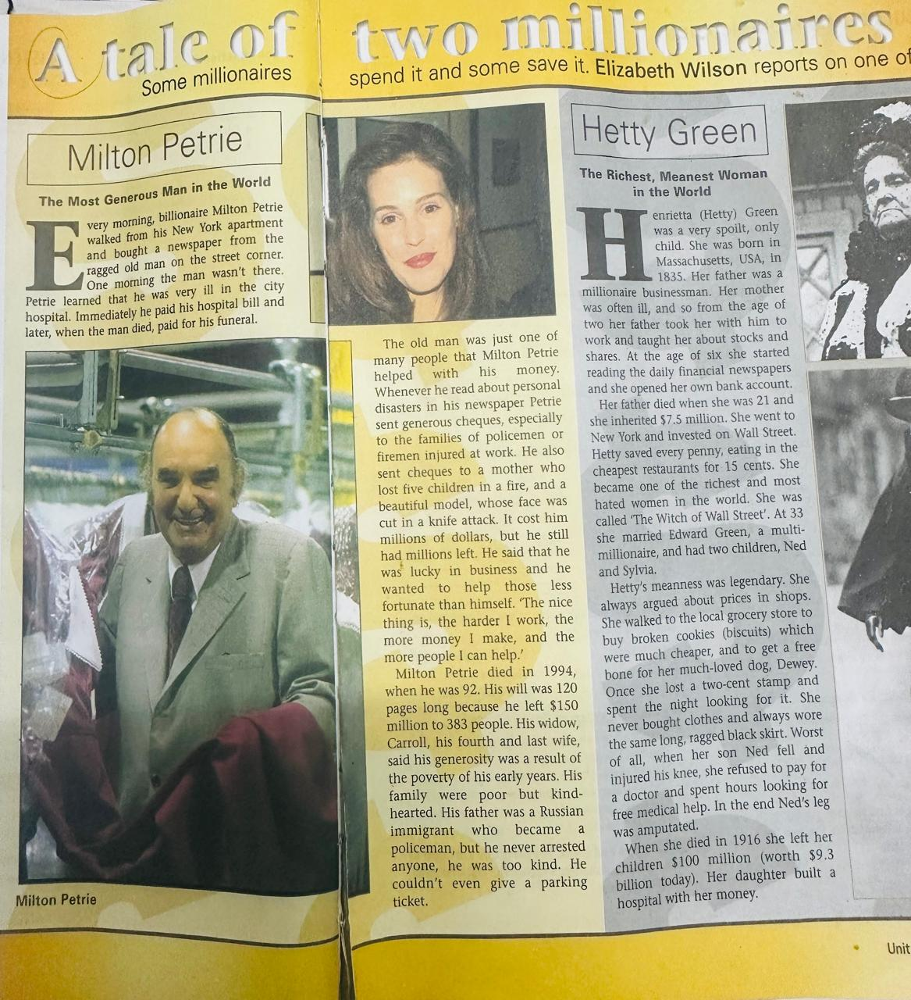 A tale of two millionaires
Some millionaires spend it and some save it. Elizabeth Wilson reports on one of
Milton Petrie
The Most Generous Man in the World
Every morning, billionaire Milton Petrie
walked from his New York apartment
and bought a newspaper from the
ragged old man on the street corner.
One morning the man wasn't there.
Petrie learned that he was very ill in the city
hospital. Immediately he paid his hospital bill and
later, when the man died, paid for his funeral.
Milton Petrie
The old man was just one of
many people that Milton Petrie
helped with his money.
Whenever he read about personal
disasters in his newspaper Petrie
sent generous cheques, especially
to the families of policemen or
firemen injured at work. He also
sent cheques to a mother who
lost five children in a fire, and a
beautiful model, whose face was
cut in a knife attack. It cost him
millions of dollars, but he still
had millions left. He said that he
was lucky in business and he
wanted to help those less
fortunate than himself. 'The nice
thing is, the harder I work, the
more money I make, and the
more people I can help.'
Milton Petrie died in 1994,
when he was 92. His will was 120
pages long because he left $150
million to 383 people. His widow,
Carroll, his fourth and last wife,
said his generosity was a result of
the poverty of his early years. His
family were poor but kind-
hearted. His father was a Russian
immigrant who became a
policeman, but he never arrested
anyone, he was too kind. He
couldn't even give a parking
ticket.
Hetty Green
The Richest, Meanest Woman
in the World
Henrietta (Hetty) Green
was a very spoilt, only
child. She was born in
Massachusetts, USA, in
1835. Her father was a
millionaire businessman. Her mother
was often ill, and so from the age of
two her father took her with him to
work and taught her about stocks and
shares. At the age of six she started
reading the daily financial newspapers
and she opened her own bank account.
Her father died when she was 21 and
she inherited $7.5 million. She went to
New York and invested on Wall Street.
Hetty saved every penny, eating in the
cheapest restaurants for 15 cents. She
became one of the richest and most
hated women in the world. She was
called 'The Witch of Wall Street'. At 33
she married Edward Green, a multi-
millionaire, and had two children, Ned
and Sylvia.
Hetty's meanness was legendary. She
always argued about prices in shops.
She walked to the local grocery store to
buy broken cookies (biscuits) which
were much cheaper, and to get a free
bone for her much-loved dog, Dewey.
Once she lost a two-cent stamp and
spent the night looking for it. She
never bought clothes and always wore
the same long, ragged black skirt. Worst
of all, when her son Ned fell and
injured his knee, she refused to pay for
a doctor and spent hours looking for
free medical help. In the end Ned's leg
was amputated.
When she died in 1916 she left her
children $100 million (worth $9.3
billion today). Her daughter built a
hospital with her money.
Unit